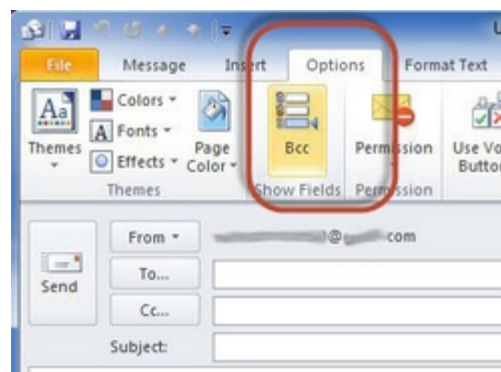 File Message Insert Options Format Text
Colors
Fonts
Effects
Themes
Page Color
Bcc
Permission
Use Vo
Butto
Themes
Show Fields
Permission
From
com
Send
To...
Cc...
Subject: